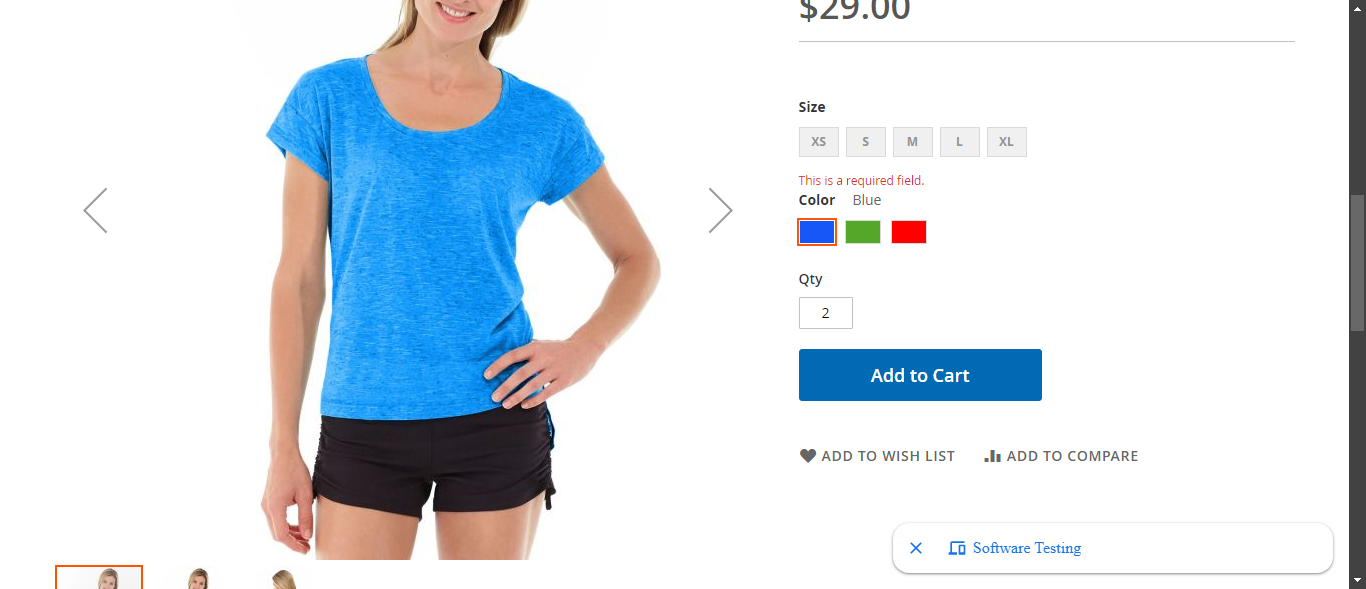 $29.00
Size
XS S M L XL
This is a required field.
Color Blue
Qty
2
Add to Cart
ADD TO WISH LIST ADD TO COMPARE
Software Testing